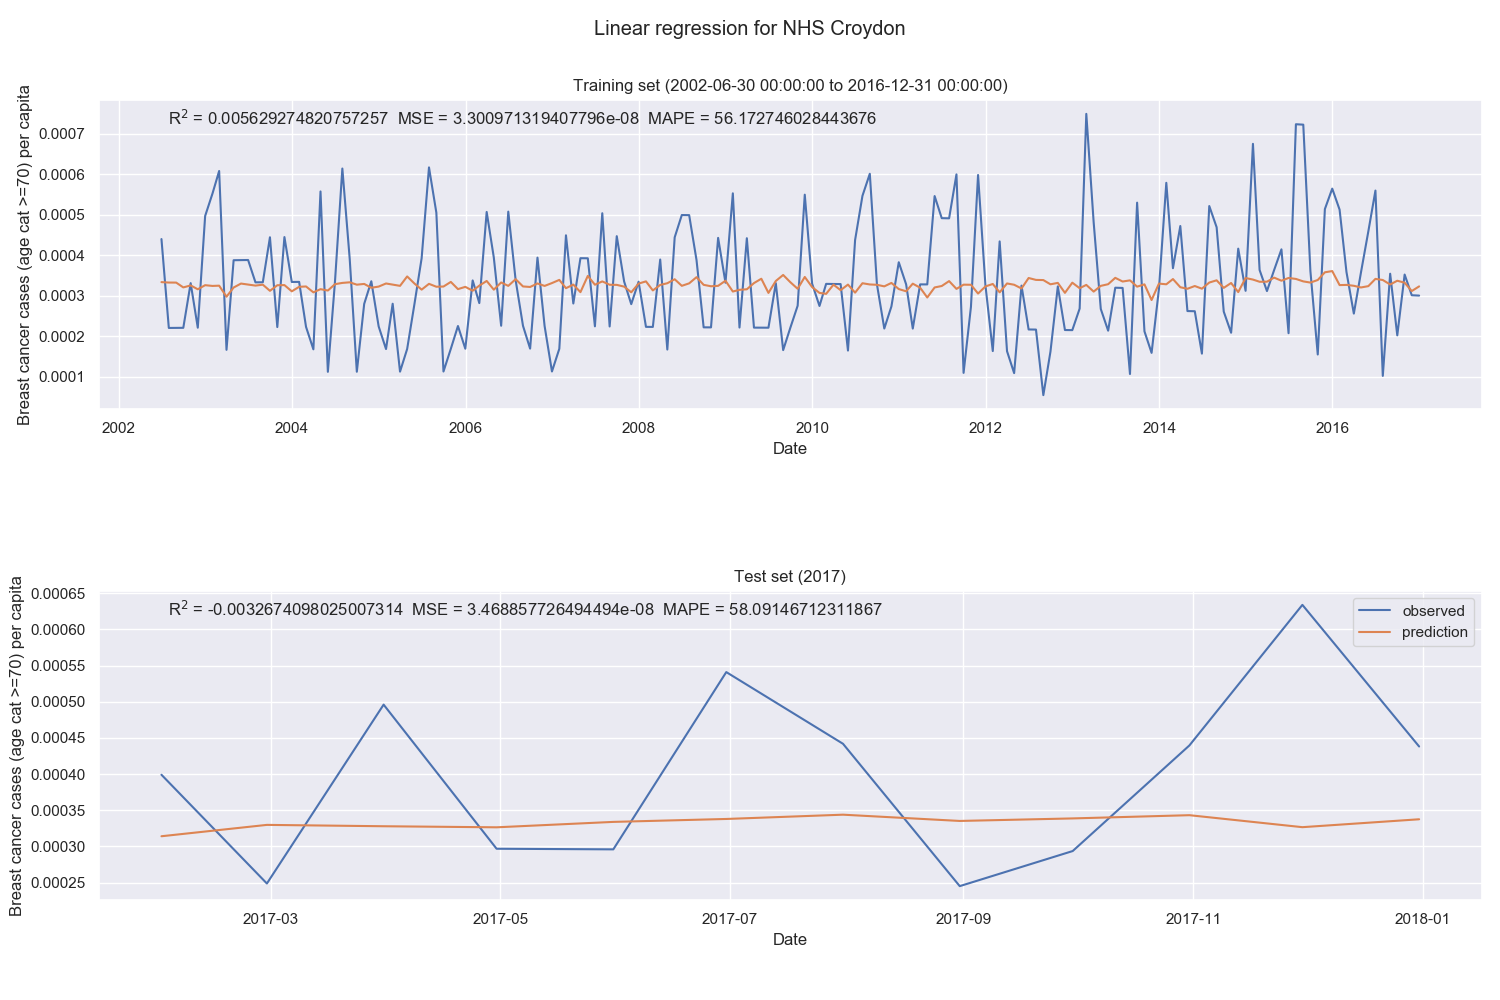 Linear regression for NHS Croydon
Training set (2002-06-30 00:00:00 to 2016-12-31 00:00:00)
R² = 0.005629274820757257 MSE = 3.300971319407796e-08 MAPE = 56.172746028443676
Breast cancer cases (age cat >=70) per capita
0.0007
0.0006
0.0005
0.0004
0.0003
0.0002
0.0001
2002 2004 2006 2008 2010 2012 2014 2016
Date
Test set (2017)
R² = -0.0032674098025007314 MSE = 3.468857726494494e-08 MAPE = 58.09146712311867
observed
prediction
Breast cancer cases (age cat >=70) per capita
0.00065
0.00060
0.00055
0.00050
0.00045
0.00040
0.00035
0.00030
0.00025
2017-03 2017-05 2017-07 2017-09 2017-11 2018-01
Date